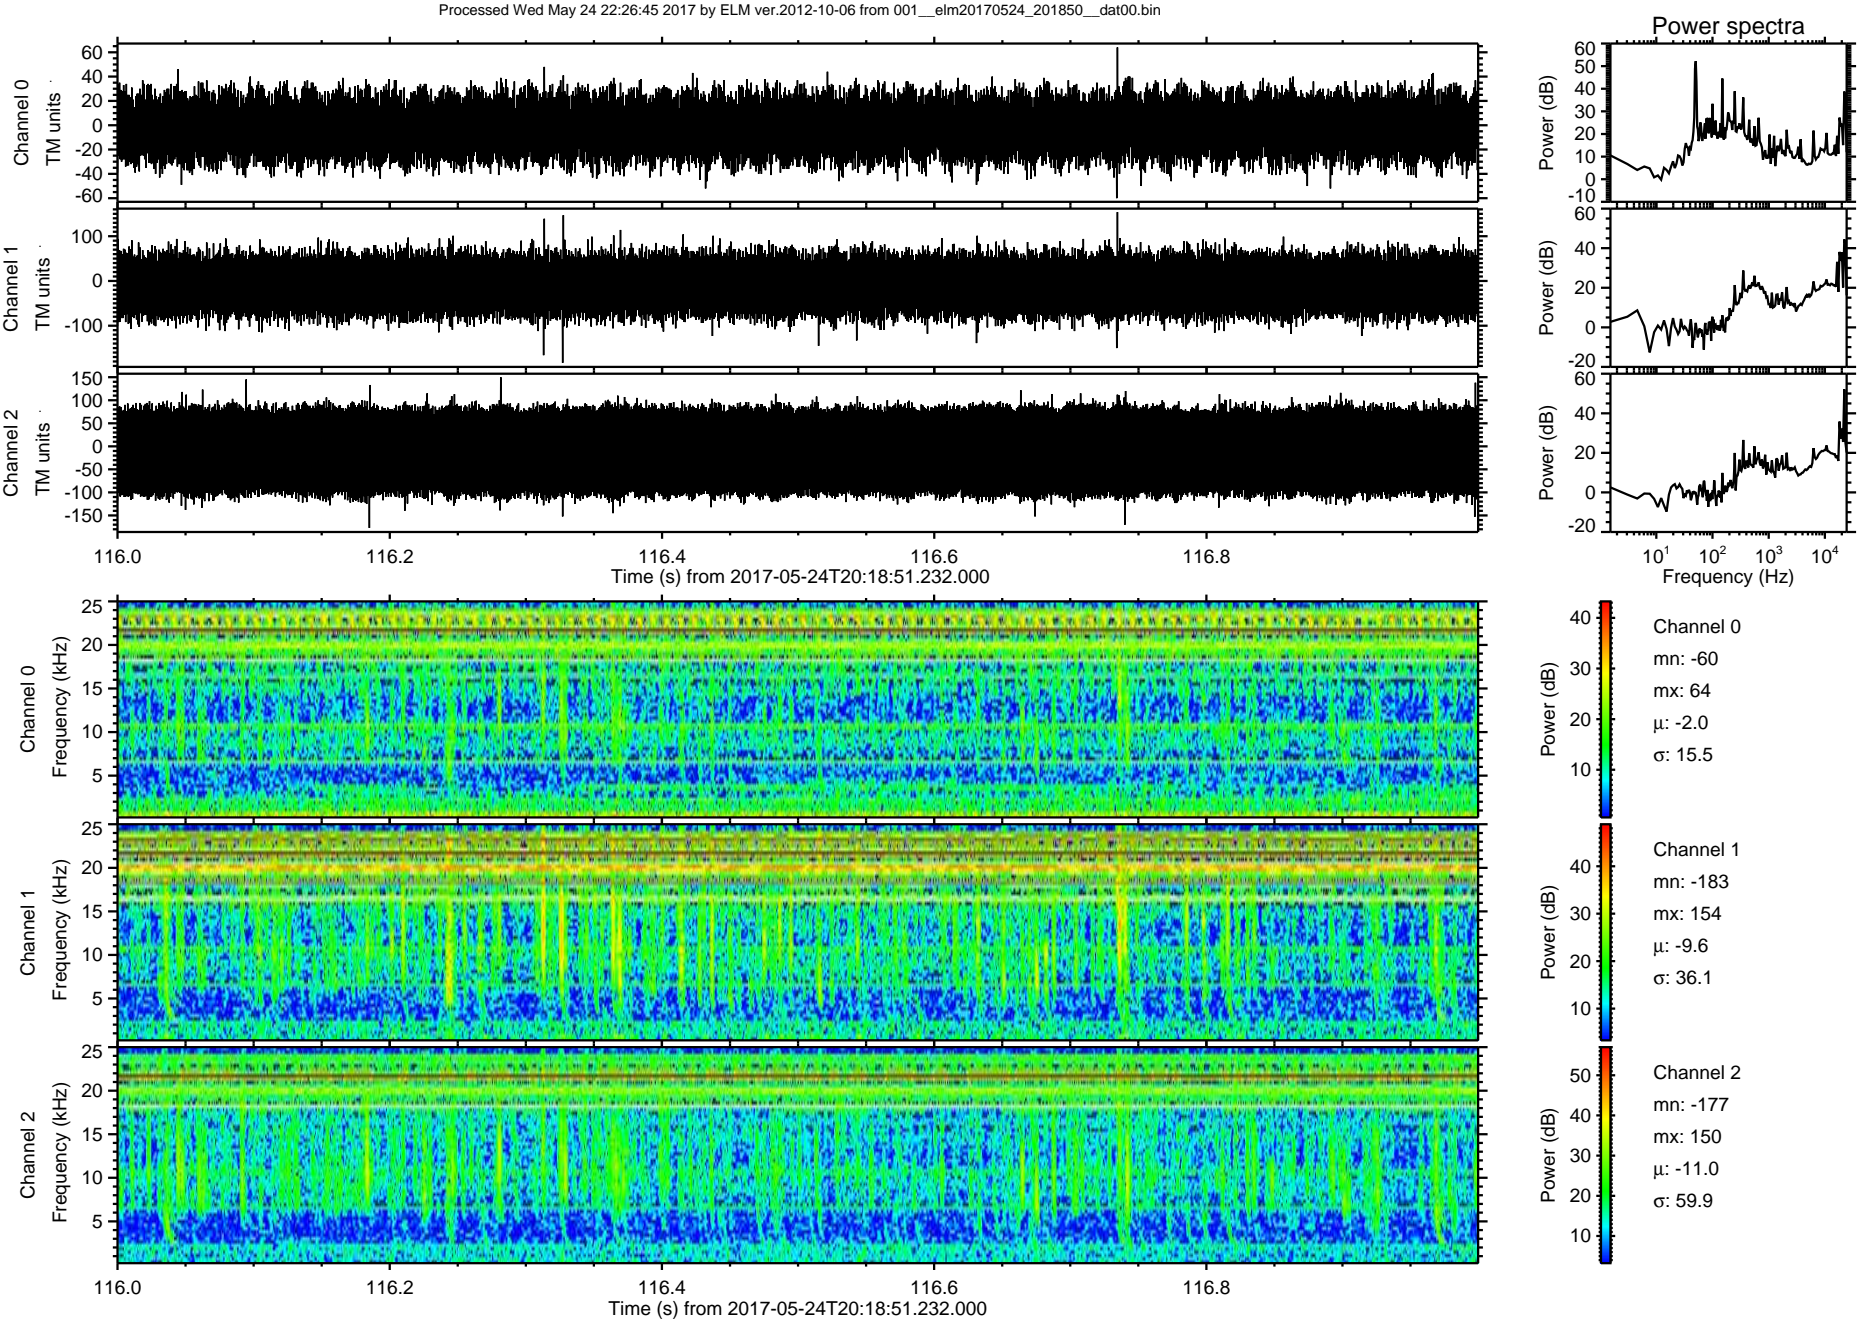 Processed Wed May 24 22:26:45 2017 by ELM ver.2012-10-06 from 001__elm20170524_201850__dat00.bin
Power spectra
Channel 0
TM units
60
40
20
0
-20
-40
-60
Power (dB)
60
50
40
30
20
10
0
-10
Channel 1
TM units
100
0
-100
Power (dB)
60
40
20
0
-20
Channel 2
TM units
150
100
50
0
-50
-100
-150
Power (dB)
60
40
20
0
-20
116.0 116.2 116.4 116.6 116.8
Time (s) from 2017-05-24T20:18:51.232.000
10^1 10^2 10^3 10^4
Frequency (Hz)
Channel 0
Frequency (kHz)
25
20
15
10
5
Power (dB)
40
30
20
10
Channel 0
mn: -60
mx: 64
μ: -2.0
σ: 15.5
Channel 1
Frequency (kHz)
25
20
15
10
5
Power (dB)
40
30
20
10
Channel 1
mn: -183
mx: 154
μ: -9.6
σ: 36.1
Channel 2
Frequency (kHz)
25
20
15
10
5
Power (dB)
50
40
30
20
10
Channel 2
mn: -177
mx: 150
μ: -11.0
σ: 59.9
116.0 116.2 116.4 116.6 116.8
Time (s) from 2017-05-24T20:18:51.232.000